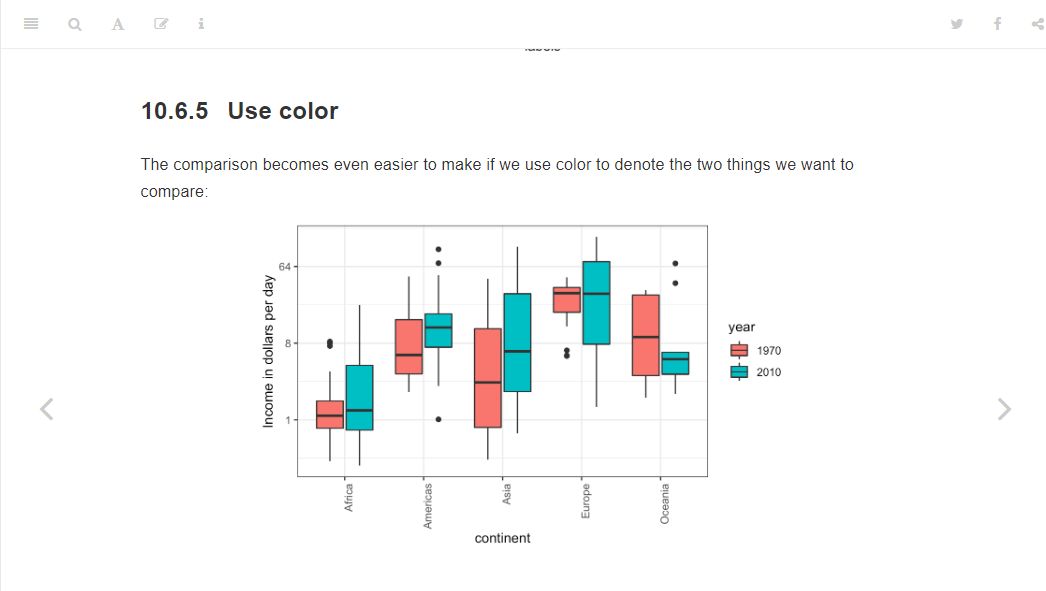 10.6.5 Use color
The comparison becomes even easier to make if we use color to denote the two things we want to
compare:
64
8
1
Income in dollars per day
Africa
Americas
Asia
Europe
Oceania
continent
year
1970
2010